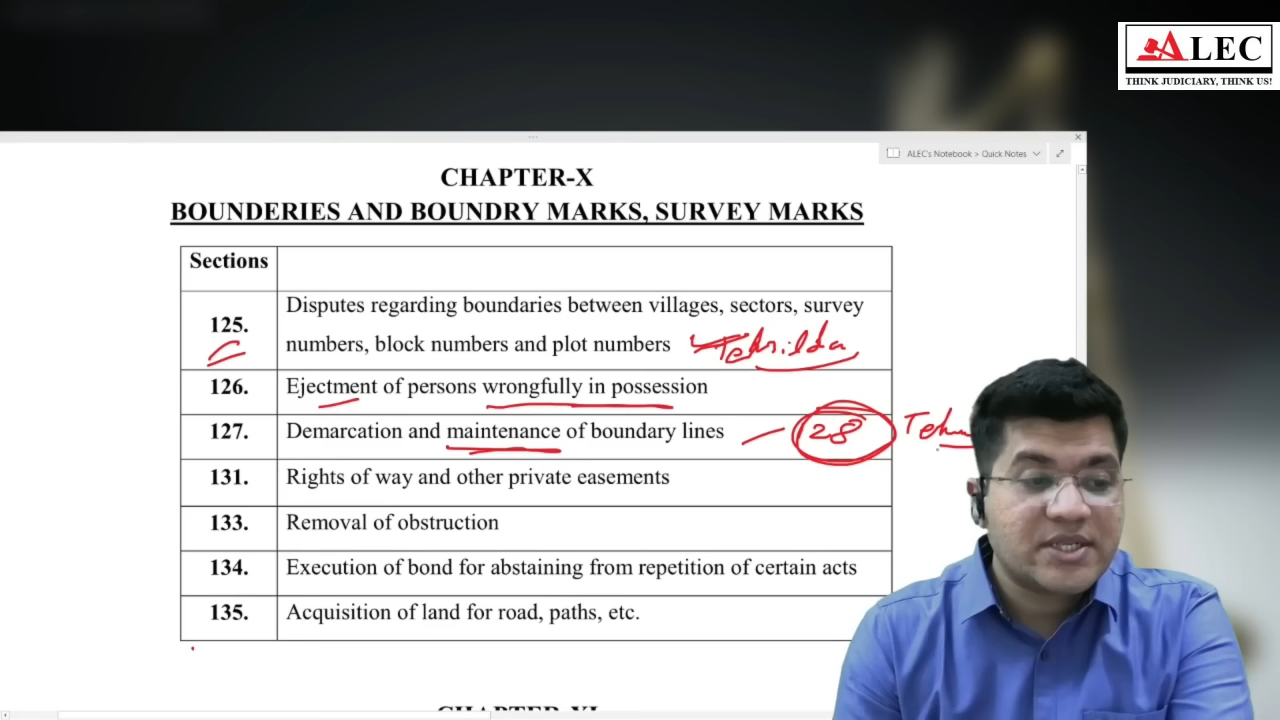 ALEC
THINK JUDICIARY, THINK US!
ALEC's Notebook > Quick Notes
CHAPTER-X
BOUNDERIES AND BOUNDRY MARKS, SURVEY MARKS
Sections
125.
Disputes regarding boundaries between villages, sectors, survey
numbers, block numbers and plot numbers
126. Ejectment of persons wrongfully in possession
127. Demarcation and maintenance of boundary lines 28
131. Rights of way and other private easements
133. Removal of obstruction
134. Execution of bond for abstaining from repetition of certain acts
135. Acquisition of land for road, paths, etc.